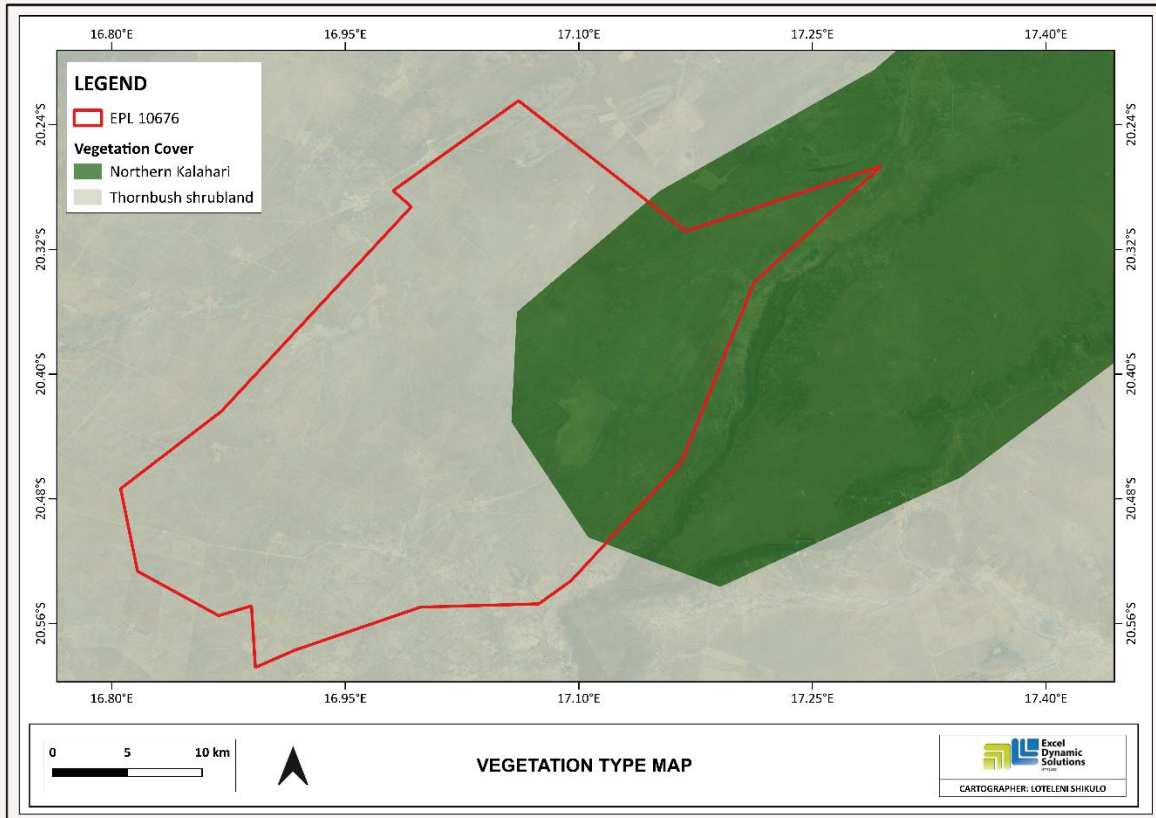 16.80°E 16.95°E 17.10°E 17.25°E 17.40°E
LEGEND
EPL 10676
Vegetation Cover
Northern Kalahari
Thornbush shrubland
20.24°S 20.24°S
20.32°S 20.32°S
20.40°S 20.40°S
20.48°S 20.48°S
20.56°S 20.56°S
16.80°E 16.95°E 17.10°E 17.25°E 17.40°E
0 5 10 km
VEGETATION TYPE MAP
Excel
Dynamic
Solutions
CARTOGRAPHER: LOTELENI SHIKULO